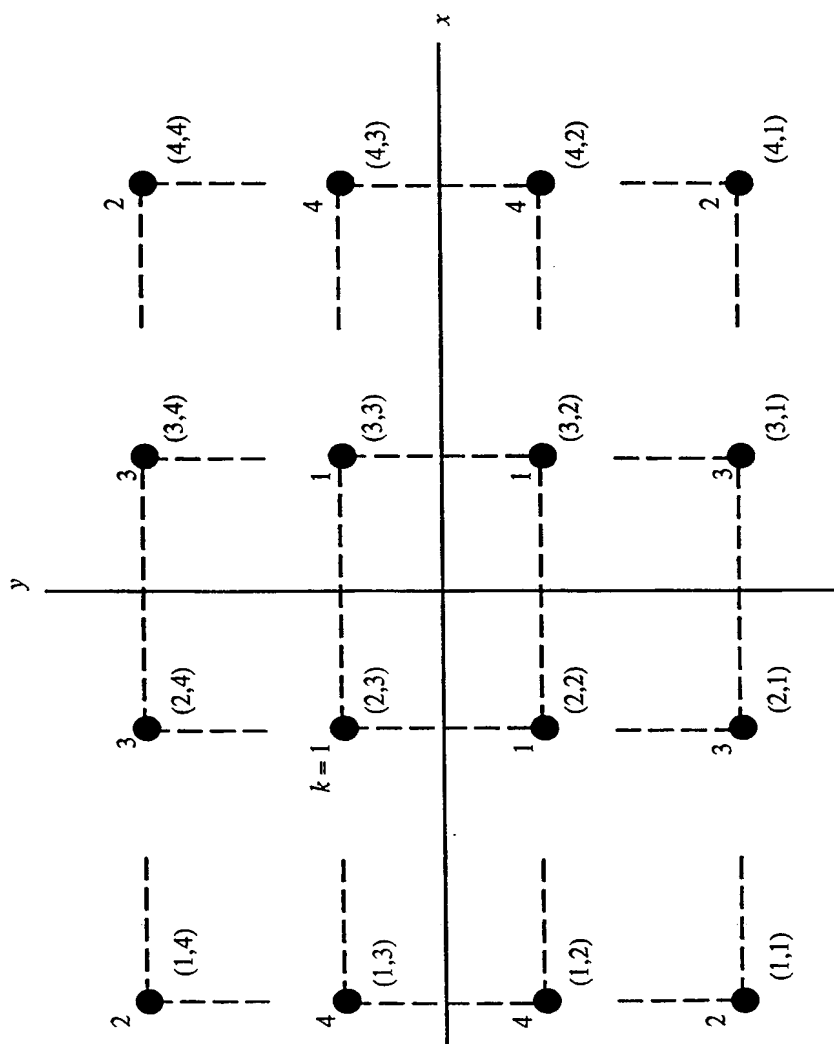 y
2 3 3 2
(1,4) (2,4) (3,4) (4,4)
4 k = 1 1 4
(1,3) (2,3) (3,3) (4,3)
x
4 1 1 4
(1,2) (2,2) (3,2) (4,2)
2 3 3 2
(1,1) (2,1) (3,1) (4,1)